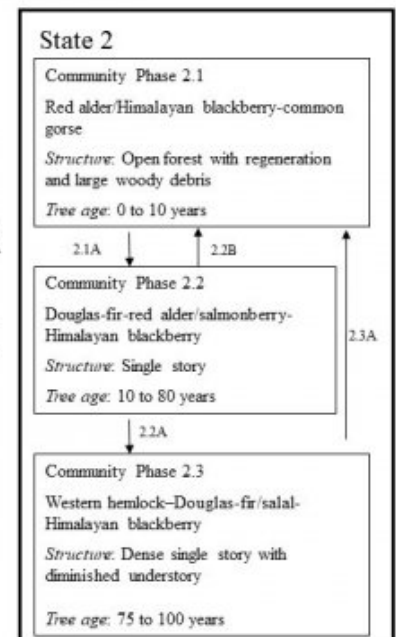 State 2
Community Phase 2.1
Red alder/Himalayan blackberry-common
gorse
Structure: Open forest with regeneration
and large woody debris
Tree age: 0 to 10 years
2.1A
2.2B
Community Phase 2.2
Douglas-fir-red alder/salmonberry-
Himalayan blackberry
Structure: Single story
Tree age: 10 to 80 years
2.3A
2.2A
Community Phase 2.3
Western hemlock–Douglas-fir/salal-
Himalayan blackberry
Structure: Dense single story with
diminished understory
Tree age: 75 to 100 years